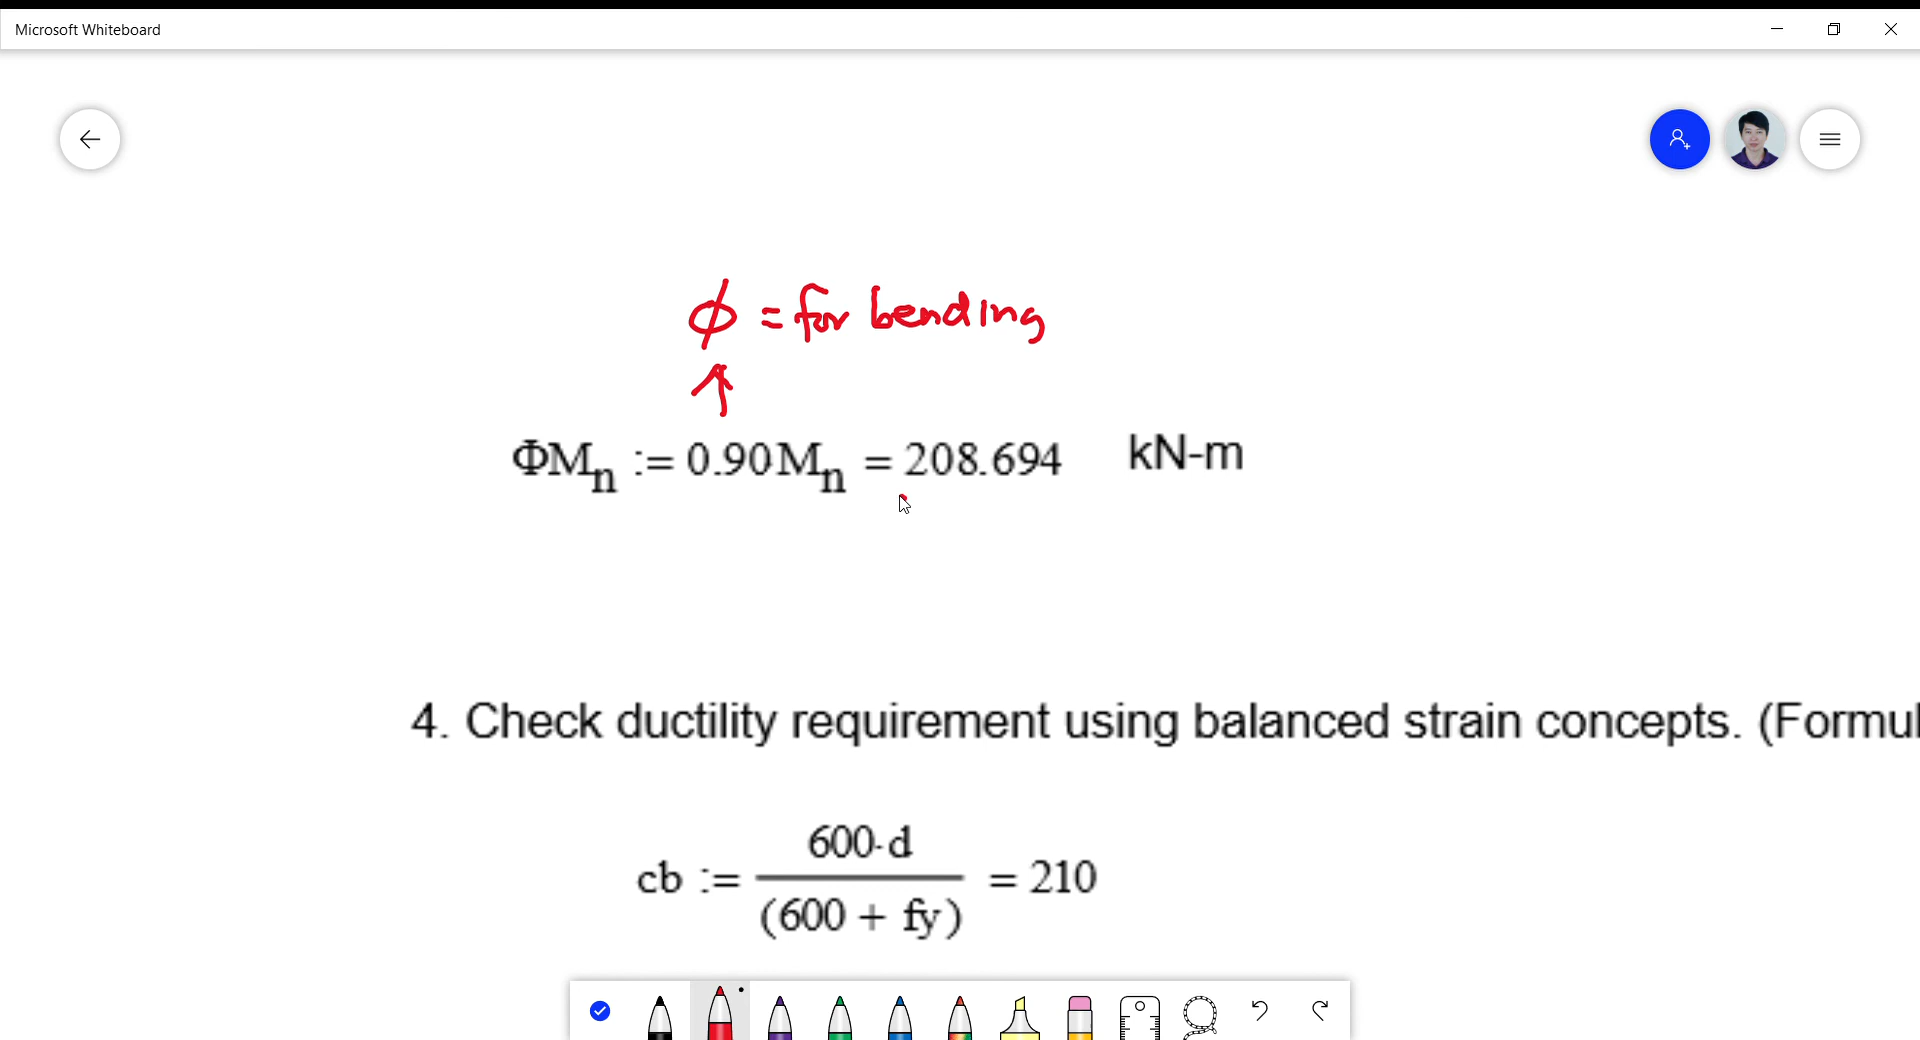 Microsoft Whiteboard
ϕ = for bending
↑
ΦMn := 0.90Mn = 208.694 kN-m
4. Check ductility requirement using balanced strain concepts. (Formul
cb := 600·d / (600 + fy) = 210